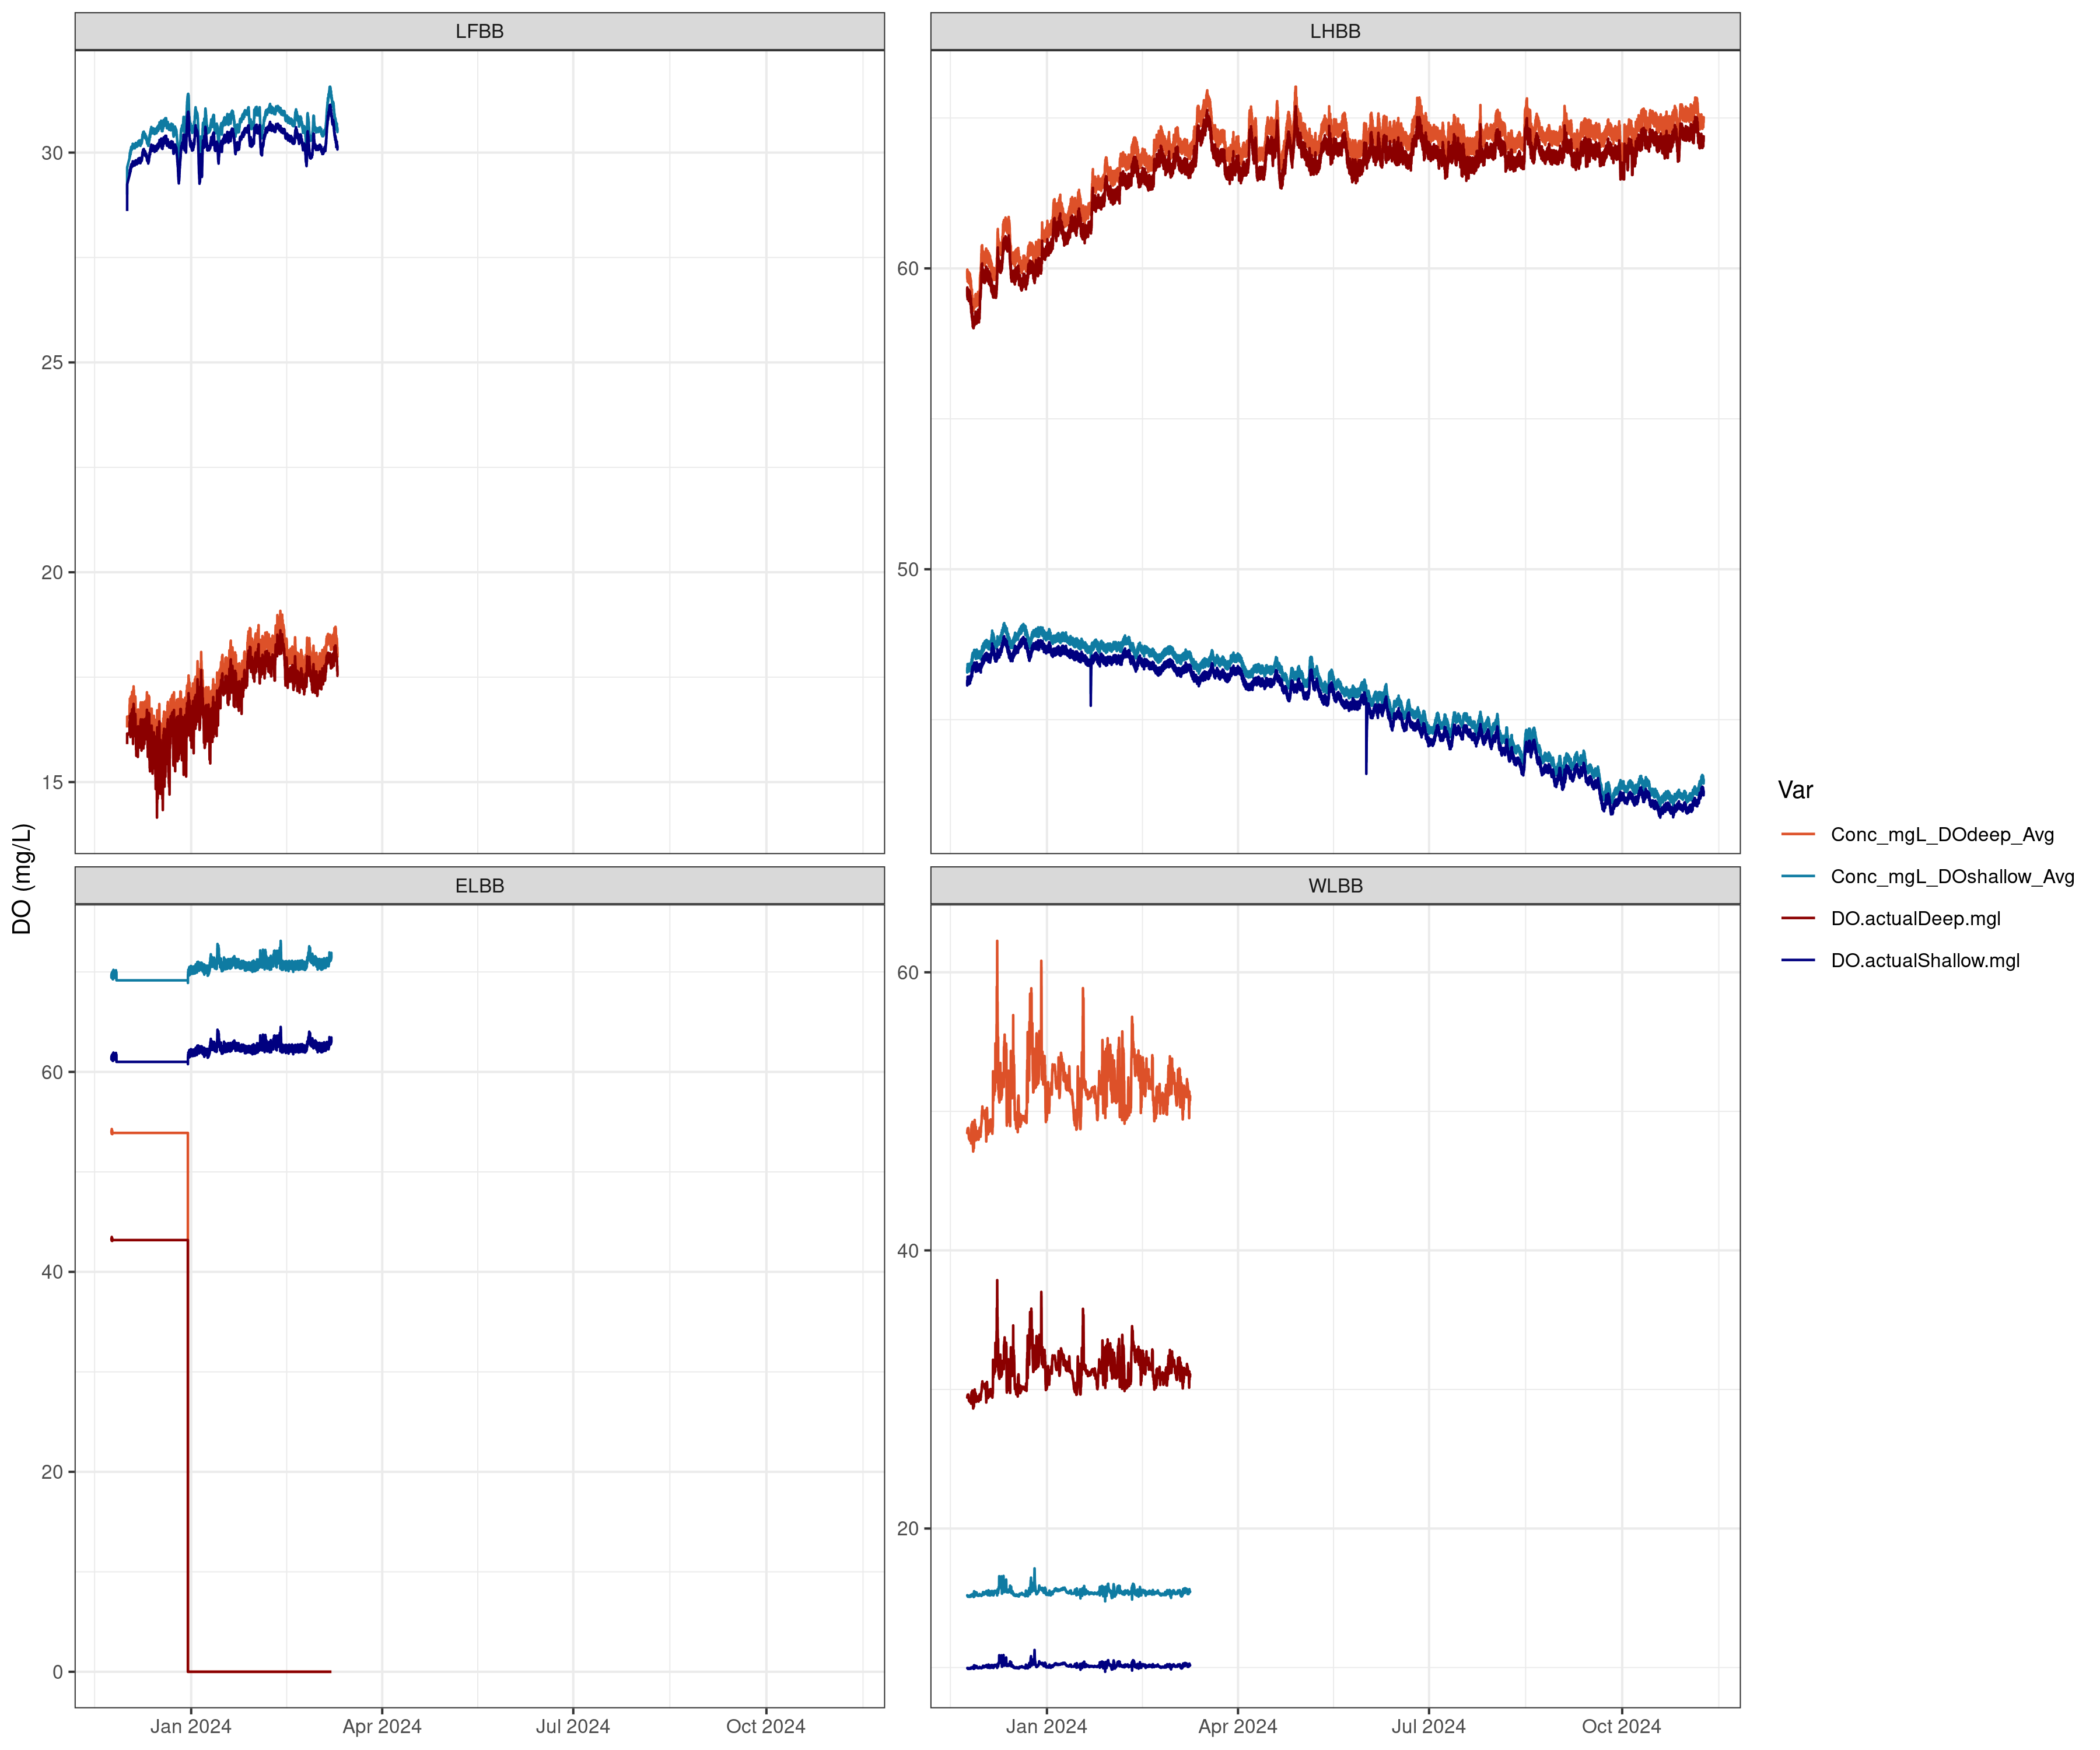 LFBB
LHBB
30
25
20
15
60
50
DO (mg/L)
ELBB
WLBB
60
40
20
0
60
40
20
Jan 2024
Apr 2024
Jul 2024
Oct 2024
Jan 2024
Apr 2024
Jul 2024
Oct 2024
Var
Conc_mgL_DOdeep_Avg
Conc_mgL_DOshallow_Avg
DO.actualDeep.mgl
DO.actualShallow.mgl